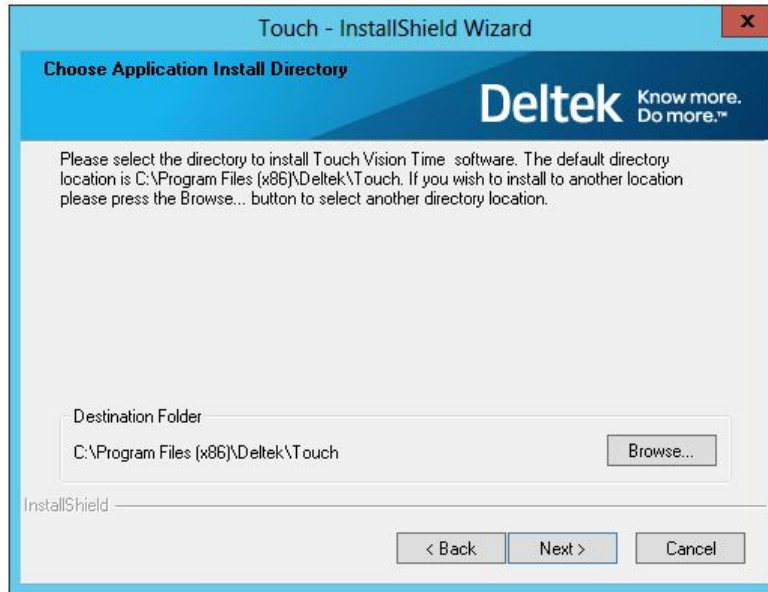 Touch - InstallShield Wizard
x
Choose Application Install Directory
Deltek Know more.
Do more.™
Please select the directory to install Touch Vision Time  software. The default directory
location is C:\Program Files (x86)\Deltek\Touch. If you wish to install to another location
please press the Browse... button to select another directory location.
Destination Folder
C:\Program Files (x86)\Deltek\Touch
Browse...
InstallShield
< Back
Next >
Cancel